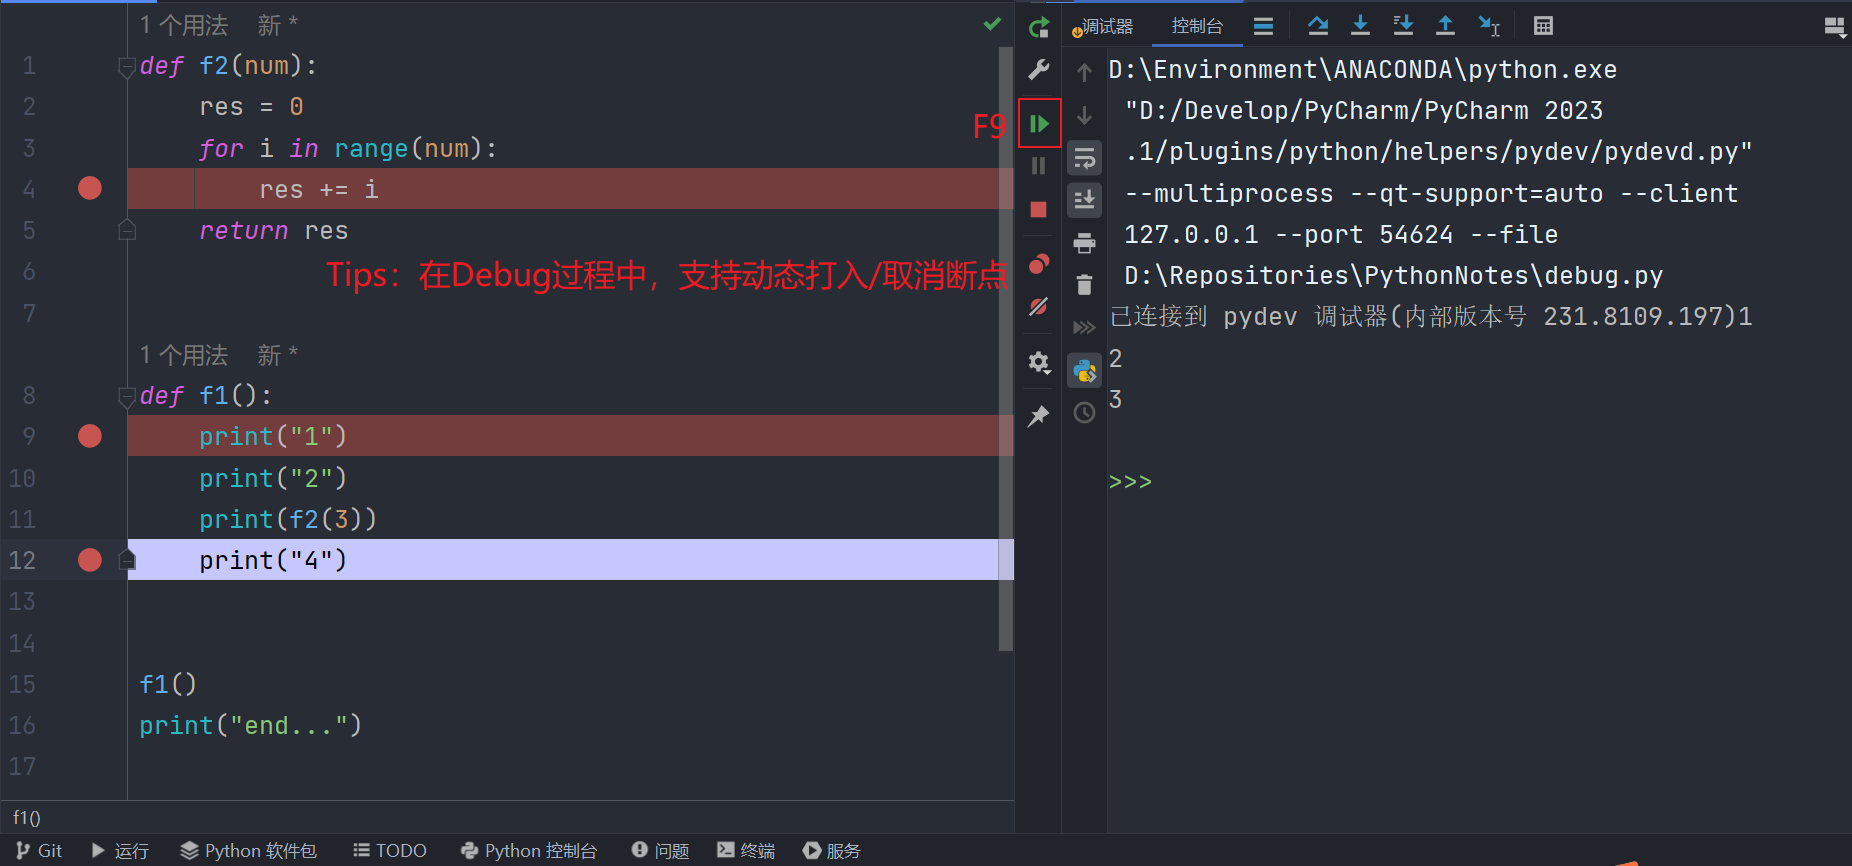 1 个用法 新 *
1 def f2(num):
2 res = 0
3 for i in range(num):
4 res += i
5 return res
6
Tips：在Debug过程中，支持动态打入/取消断点
7
1 个用法 新 *
8 def f1():
9 print("1")
10 print("2")
11 print(f2(3))
12 print("4")
13
14
15 f1()
16 print("end...")
17
f1()
F9
调试器 控制台
D:\Environment\ANACONDA\python.exe
"D:/Develop/PyCharm/PyCharm 2023
.1/plugins/python/helpers/pydev/pydevd.py"
--multiprocess --qt-support=auto --client
127.0.0.1 --port 54624 --file
D:\Repositories\PythonNotes\debug.py
已连接到 pydev 调试器(内部版本号 231.8109.197)1
2
3
>>>
Git 运行 Python 软件包 TODO Python 控制台 问题 终端 服务